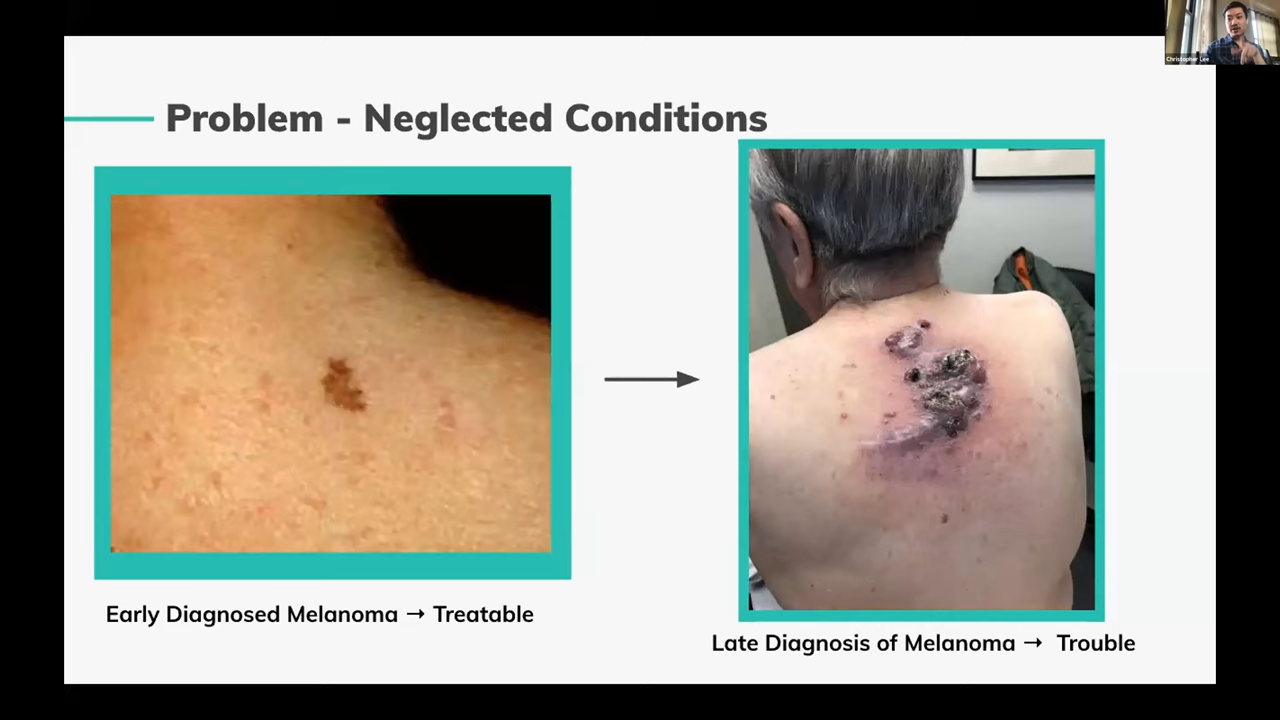 Christopher Lee
Problem - Neglected Conditions
Early Diagnosed Melanoma → Treatable
Late Diagnosis of Melanoma → Trouble